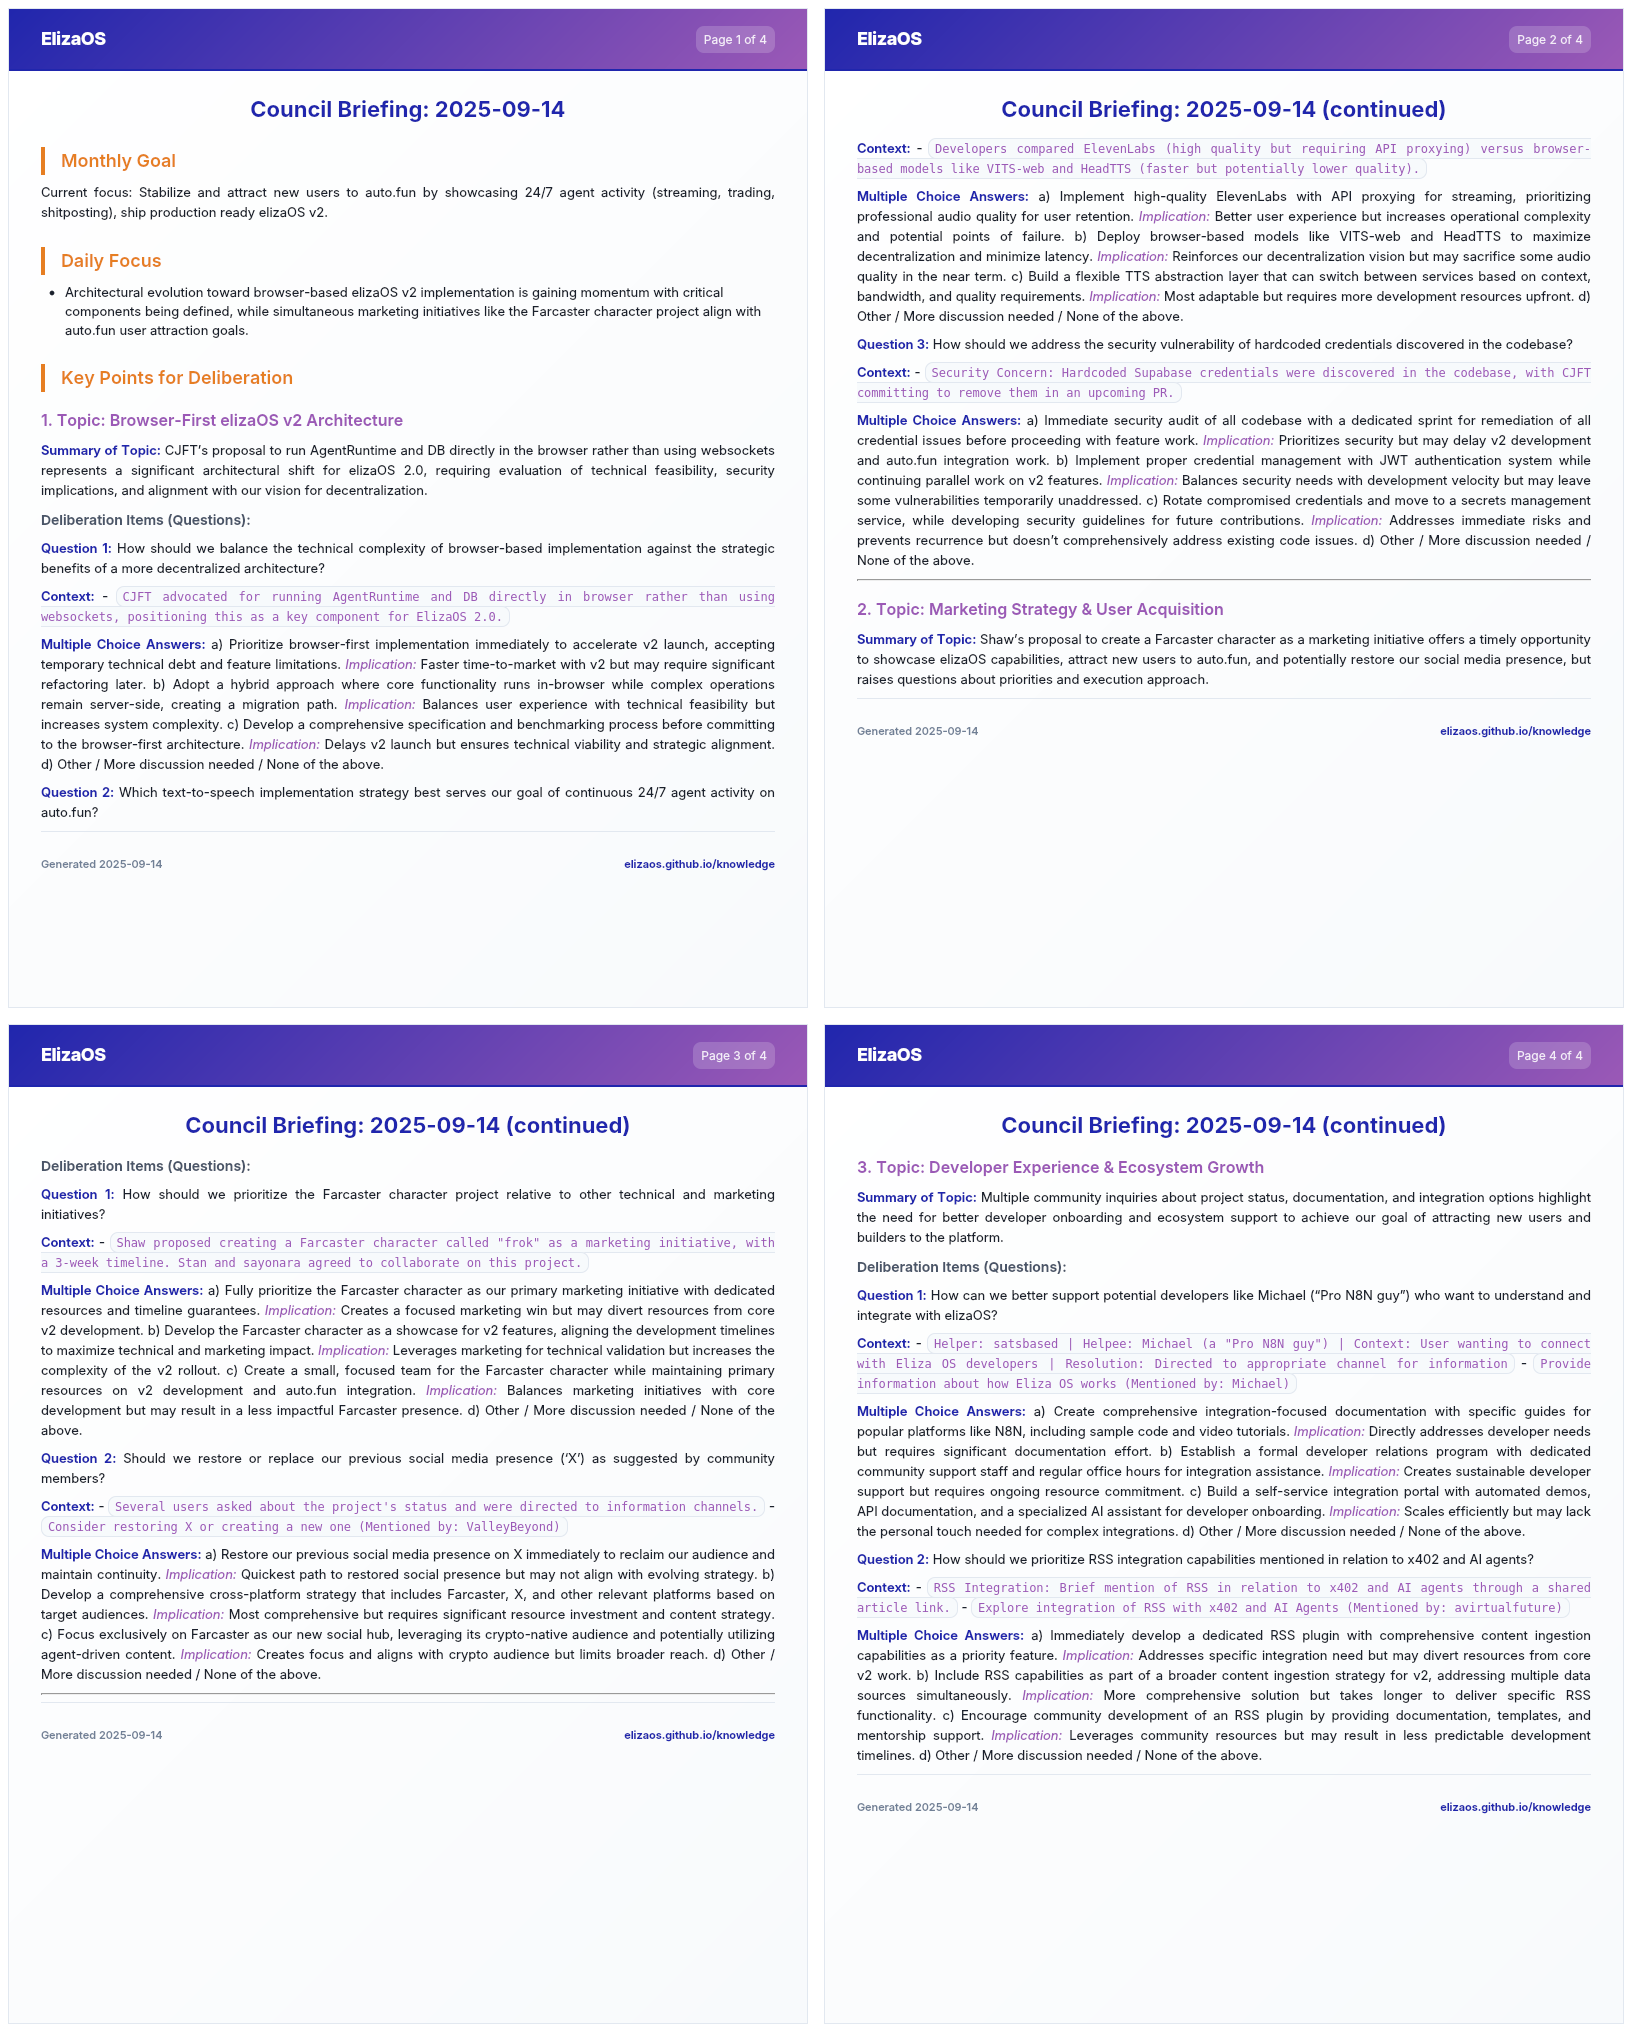 ElizaOS
Page 1 of 4
Council Briefing: 2025-09-14
Monthly Goal
Current focus: Stabilize and attract new users to auto.fun by showcasing 24/7 agent activity (streaming, trading,
shitposting), ship production ready elizaOS v2.
Daily Focus
• Architectural evolution toward browser-based elizaOS v2 implementation is gaining momentum with critical
components being defined, while simultaneous marketing initiatives like the Farcaster character project align with
auto.fun user attraction goals.
Key Points for Deliberation
1. Topic: Browser-First elizaOS v2 Architecture
Summary of Topic: CJFT’s proposal to run AgentRuntime and DB directly in the browser rather than using websockets
represents a significant architectural shift for elizaOS 2.0, requiring evaluation of technical feasibility, security
implications, and alignment with our vision for decentralization.
Deliberation Items (Questions):
Question 1: How should we balance the technical complexity of browser-based implementation against the strategic
benefits of a more decentralized architecture?
Context: - CJFT advocated for running AgentRuntime and DB directly in browser rather than using
websockets, positioning this as a key component for ElizaOS 2.0.
Multiple Choice Answers: a) Prioritize browser-first implementation immediately to accelerate v2 launch, accepting
temporary technical debt and feature limitations. Implication: Faster time-to-market with v2 but may require significant
refactoring later. b) Adopt a hybrid approach where core functionality runs in-browser while complex operations
remain server-side, creating a migration path. Implication: Balances user experience with technical feasibility but
increases system complexity. c) Develop a comprehensive specification and benchmarking process before committing
to the browser-first architecture. Implication: Delays v2 launch but ensures technical viability and strategic alignment.
d) Other / More discussion needed / None of the above.
Question 2: Which text-to-speech implementation strategy best serves our goal of continuous 24/7 agent activity on
auto.fun?
Generated 2025-09-14
elizaos.github.io/knowledge
ElizaOS
Page 2 of 4
Council Briefing: 2025-09-14 (continued)
Context: - Developers compared ElevenLabs (high quality but requiring API proxying) versus browser-
based models like VITS-web and HeadTTS (faster but potentially lower quality).
Multiple Choice Answers: a) Implement high-quality ElevenLabs with API proxying for streaming, prioritizing
professional audio quality for user retention. Implication: Better user experience but increases operational complexity
and potential points of failure. b) Deploy browser-based models like VITS-web and HeadTTS to maximize
decentralization and minimize latency. Implication: Reinforces our decentralization vision but may sacrifice some audio
quality in the near term. c) Build a flexible TTS abstraction layer that can switch between services based on context,
bandwidth, and quality requirements. Implication: Most adaptable but requires more development resources upfront. d)
Other / More discussion needed / None of the above.
Question 3: How should we address the security vulnerability of hardcoded credentials discovered in the codebase?
Context: - Security Concern: Hardcoded Supabase credentials were discovered in the codebase, with CJFT
committing to remove them in an upcoming PR.
Multiple Choice Answers: a) Immediate security audit of all codebase with a dedicated sprint for remediation of all
credential issues before proceeding with feature work. Implication: Prioritizes security but may delay v2 development
and auto.fun integration work. b) Implement proper credential management with JWT authentication system while
continuing parallel work on v2 features. Implication: Balances security needs with development velocity but may leave
some vulnerabilities temporarily unaddressed. c) Rotate compromised credentials and move to a secrets management
service, while developing security guidelines for future contributions. Implication: Addresses immediate risks and
prevents recurrence but doesn’t comprehensively address existing code issues. d) Other / More discussion needed /
None of the above.
2. Topic: Marketing Strategy & User Acquisition
Summary of Topic: Shaw’s proposal to create a Farcaster character as a marketing initiative offers a timely opportunity
to showcase elizaOS capabilities, attract new users to auto.fun, and potentially restore our social media presence, but
raises questions about priorities and execution approach.
Generated 2025-09-14
elizaos.github.io/knowledge
ElizaOS
Page 3 of 4
Council Briefing: 2025-09-14 (continued)
Deliberation Items (Questions):
Question 1: How should we prioritize the Farcaster character project relative to other technical and marketing
initiatives?
Context: - Shaw proposed creating a Farcaster character called "frok" as a marketing initiative, with
a 3-week timeline. Stan and sayonara agreed to collaborate on this project.
Multiple Choice Answers: a) Fully prioritize the Farcaster character as our primary marketing initiative with dedicated
resources and timeline guarantees. Implication: Creates a focused marketing win but may divert resources from core
v2 development. b) Develop the Farcaster character as a showcase for v2 features, aligning the development timelines
to maximize technical and marketing impact. Implication: Leverages marketing for technical validation but increases the
complexity of the v2 rollout. c) Create a small, focused team for the Farcaster character while maintaining primary
resources on v2 development and auto.fun integration. Implication: Balances marketing initiatives with core
development but may result in a less impactful Farcaster presence. d) Other / More discussion needed / None of the
above.
Question 2: Should we restore or replace our previous social media presence (‘X’) as suggested by community
members?
Context: - Several users asked about the project's status and were directed to information channels. -
Consider restoring X or creating a new one (Mentioned by: ValleyBeyond)
Multiple Choice Answers: a) Restore our previous social media presence on X immediately to reclaim our audience and
maintain continuity. Implication: Quickest path to restored social presence but may not align with evolving strategy. b)
Develop a comprehensive cross-platform strategy that includes Farcaster, X, and other relevant platforms based on
target audiences. Implication: Most comprehensive but requires significant resource investment and content strategy.
c) Focus exclusively on Farcaster as our new social hub, leveraging its crypto-native audience and potentially utilizing
agent-driven content. Implication: Creates focus and aligns with crypto audience but limits broader reach. d) Other /
More discussion needed / None of the above.
Generated 2025-09-14
elizaos.github.io/knowledge
ElizaOS
Page 4 of 4
Council Briefing: 2025-09-14 (continued)
3. Topic: Developer Experience & Ecosystem Growth
Summary of Topic: Multiple community inquiries about project status, documentation, and integration options highlight
the need for better developer onboarding and ecosystem support to achieve our goal of attracting new users and
builders to the platform.
Deliberation Items (Questions):
Question 1: How can we better support potential developers like Michael (“Pro N8N guy”) who want to understand and
integrate with elizaOS?
Context: - Helper: satsbased | Helpee: Michael (a "Pro N8N guy") | Context: User wanting to connect
with Eliza OS developers | Resolution: Directed to appropriate channel for information - Provide
information about how Eliza OS works (Mentioned by: Michael)
Multiple Choice Answers: a) Create comprehensive integration-focused documentation with specific guides for
popular platforms like N8N, including sample code and video tutorials. Implication: Directly addresses developer needs
but requires significant documentation effort. b) Establish a formal developer relations program with dedicated
community support staff and regular office hours for integration assistance. Implication: Creates sustainable developer
support but requires ongoing resource commitment. c) Build a self-service integration portal with automated demos,
API documentation, and a specialized AI assistant for developer onboarding. Implication: Scales efficiently but may lack
the personal touch needed for complex integrations. d) Other / More discussion needed / None of the above.
Question 2: How should we prioritize RSS integration capabilities mentioned in relation to x402 and AI agents?
Context: - RSS Integration: Brief mention of RSS in relation to x402 and AI agents through a shared
article link. - Explore integration of RSS with x402 and AI Agents (Mentioned by: avirtualfuture)
Multiple Choice Answers: a) Immediately develop a dedicated RSS plugin with comprehensive content ingestion
capabilities as a priority feature. Implication: Addresses specific integration need but may divert resources from core
v2 work. b) Include RSS capabilities as part of a broader content ingestion strategy for v2, addressing multiple data
sources simultaneously. Implication: More comprehensive solution but takes longer to deliver specific RSS
functionality. c) Encourage community development of an RSS plugin by providing documentation, templates, and
mentorship support. Implication: Leverages community resources but may result in less predictable development
timelines. d) Other / More discussion needed / None of the above.
Generated 2025-09-14
elizaos.github.io/knowledge